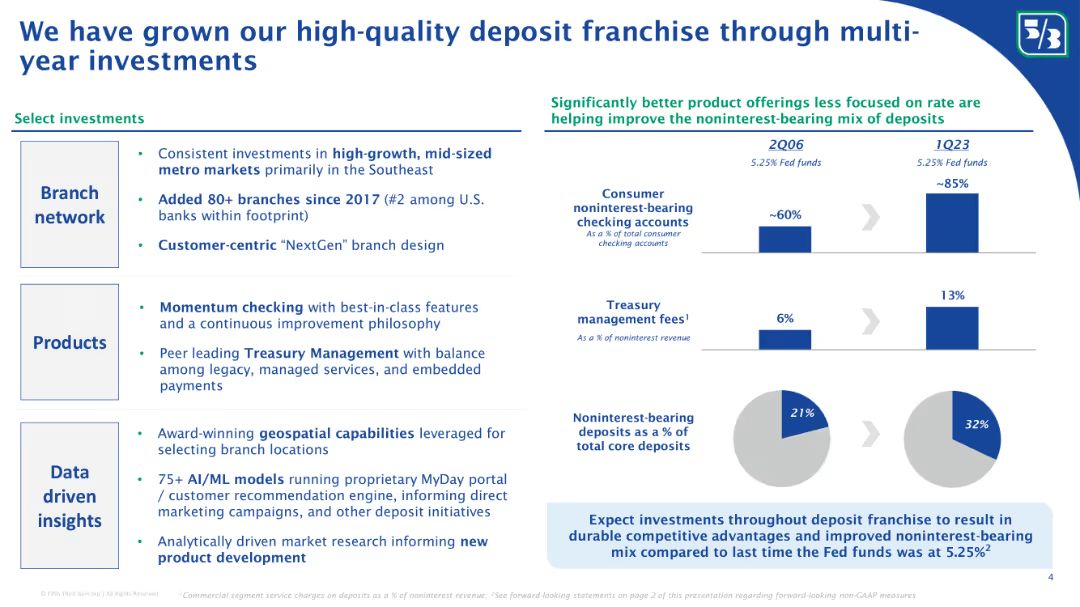 We have grown our high-quality deposit franchise through multi-
year investments
5/3
Select investments
Branch
network
• Consistent investments in high-growth, mid-sized
metro markets primarily in the Southeast
• Added 80+ branches since 2017 (#2 among U.S.
banks within footprint)
• Customer-centric “NextGen” branch design
Products
• Momentum checking with best-in-class features
and a continuous improvement philosophy
• Peer leading Treasury Management with balance
among legacy, managed services, and embedded
payments
Data
driven
insights
• Award-winning geospatial capabilities leveraged for
selecting branch locations
• 75+ AI/ML models running proprietary MyDay portal
/ customer recommendation engine, informing direct
marketing campaigns, and other deposit initiatives
• Analytically driven market research informing new
product development
Significantly better product offerings less focused on rate are
helping improve the noninterest-bearing mix of deposits
2Q06
5.25% Fed funds
1Q23
5.25% Fed funds
Consumer
noninterest-bearing
checking accounts
As a % of total consumer
checking accounts
~60%
~85%
Treasury
management fees¹
As a % of noninterest revenue
6%
13%
Noninterest-bearing
deposits as a % of
total core deposits
21%
32%
Expect investments throughout deposit franchise to result in
durable competitive advantages and improved noninterest-bearing
mix compared to last time the Fed funds was at 5.25%²
4
© Fifth Third Bancorp | All Rights Reserved
¹Commercial segment service charges on deposits as a % of noninterest revenue; ²See forward-looking statements on page 2 of this presentation regarding forward-looking non-GAAP measures